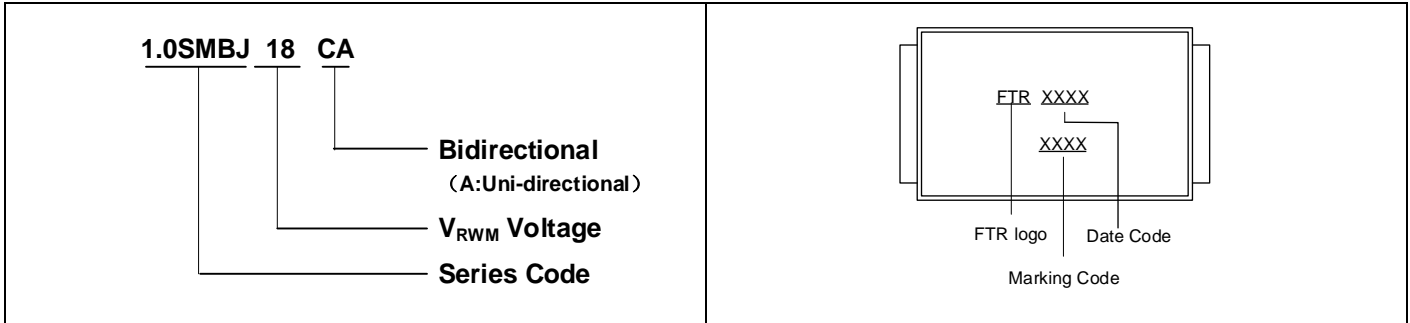 1.0SMBJ 18 CA
Bidirectional
（A:Uni-directional）
VRWM Voltage
Series Code
FTR XXXX
XXXX
FTR logo Date Code
Marking Code